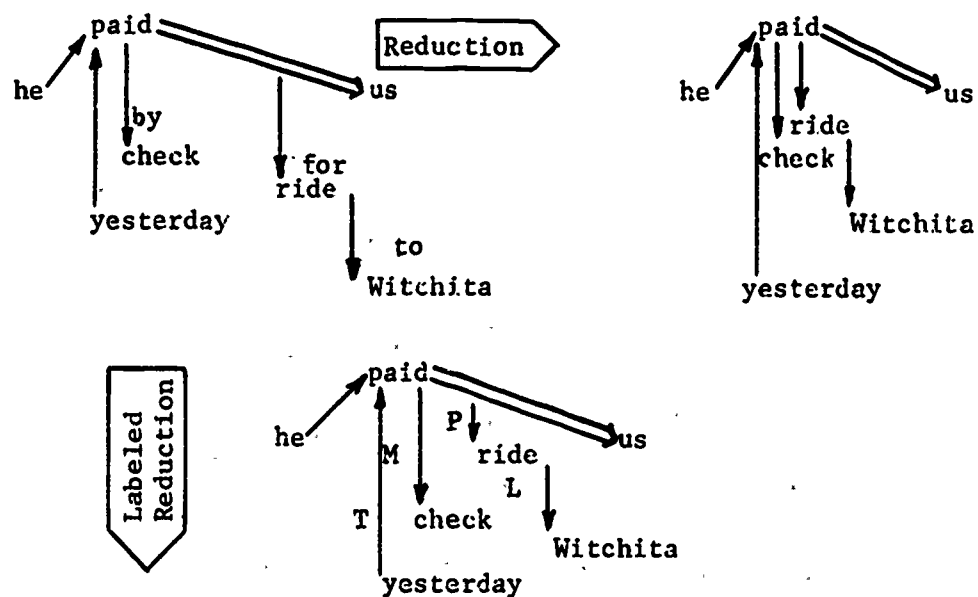 paid
Reduction
he
us
by
check
for
ride
yesterday
to
Witchita
paid
he
us
ride
check
Witchita
yesterday
Labeled
Reduction
paid
he
P
us
M
ride
L
T
check
Witchita
yesterday